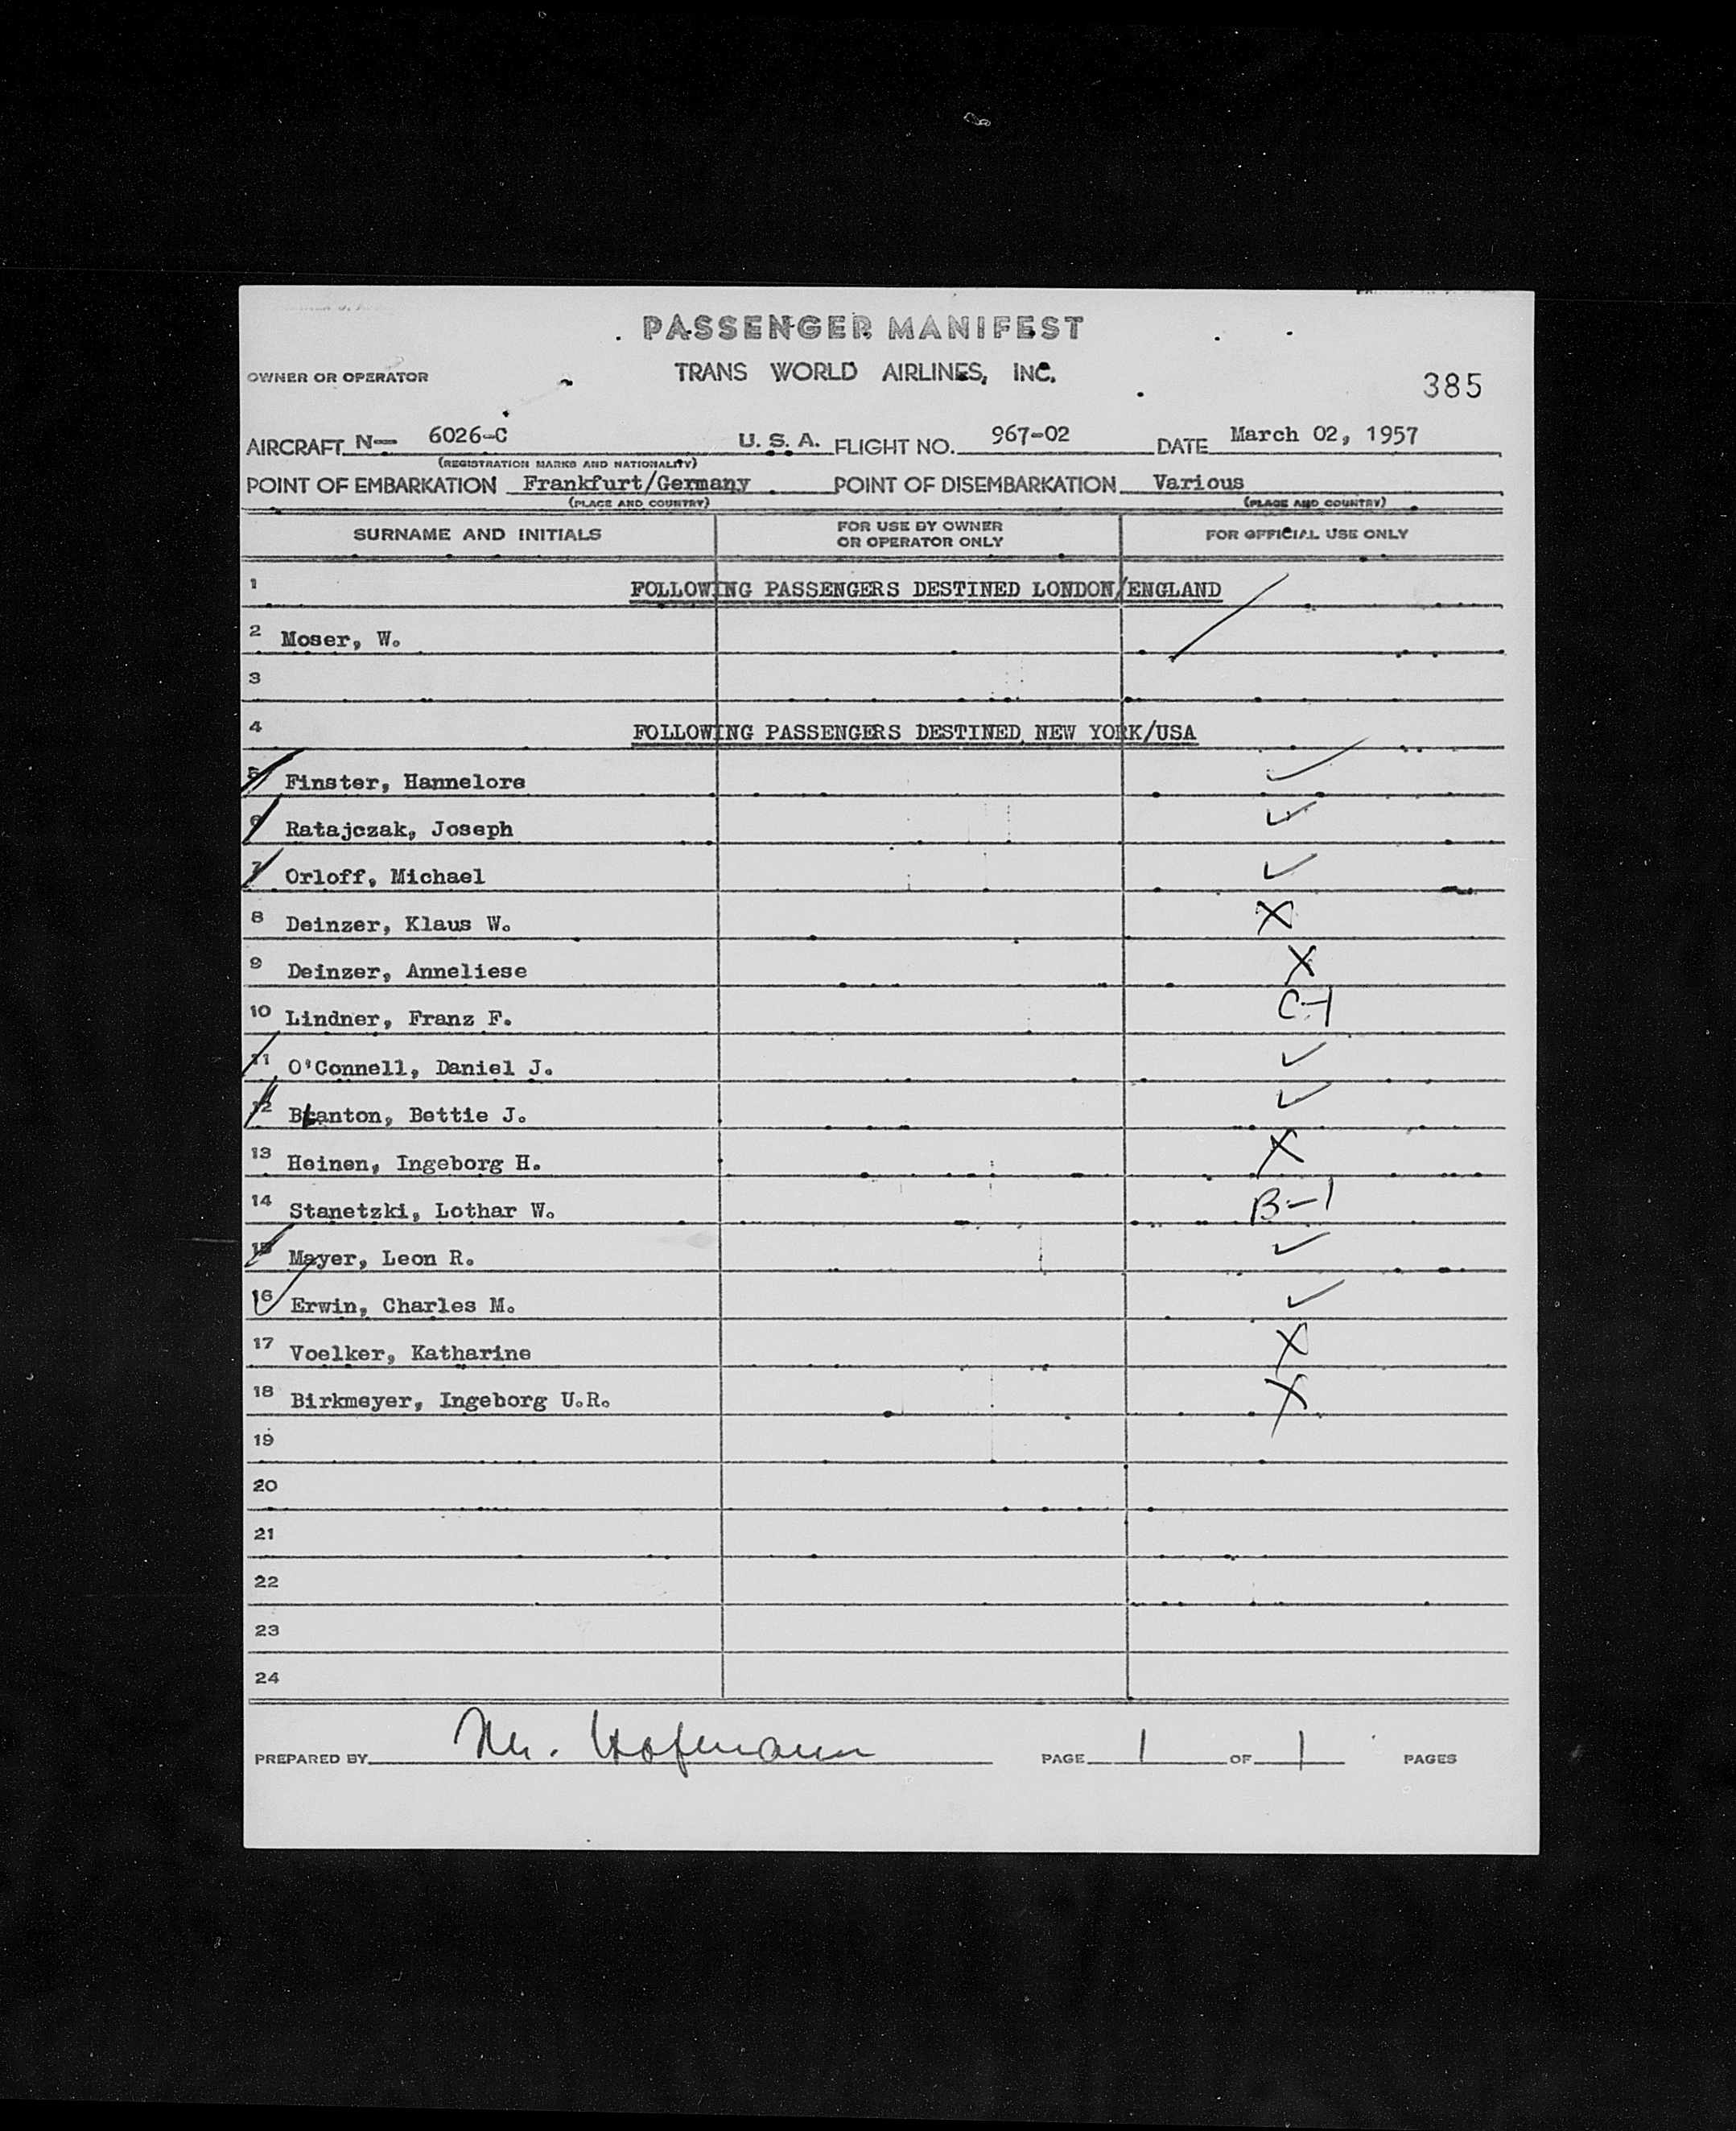 PASSENGER MANIFEST
OWNER OR OPERATOR TRANS WORLD AIRLINES, INC. 385
AIRCRAFT N— 6026-C U. S. A. FLIGHT NO. 967-02 DATE March 02, 1957
(REGISTRATION MARKS AND NATIONALITY)
POINT OF EMBARKATION Frankfurt/Germany POINT OF DISEMBARKATION Various
(PLACE AND COUNTRY) (PLACE AND COUNTRY)
SURNAME AND INITIALS FOR USE BY OWNER OR OPERATOR ONLY FOR OFFICIAL USE ONLY
1 FOLLOWING PASSENGERS DESTINED LONDON/ENGLAND
2 Moser, W.
3
4 FOLLOWING PASSENGERS DESTINED NEW YORK/USA
5 Finster, Hannelore ✓
6 Ratajczak, Joseph ✓
7 Orloff, Michael ✓
8 Deinzer, Klaus W. X
9 Deinzer, Anneliese X
10 Lindner, Franz F. C-1
11 O'Connell, Daniel J. ✓
12 Blanton, Bettie J. ✓
13 Heinen, Ingeborg H. X
14 Stanetzki, Lothar W. B-1
15 Mayer, Leon R. ✓
16 Erwin, Charles M. ✓
17 Voelker, Katharine X
18 Birkmeyer, Ingeborg U.R. X
19
20
21
22
23
24
PREPARED BY M. Hofmann PAGE 1 OF 1 PAGES